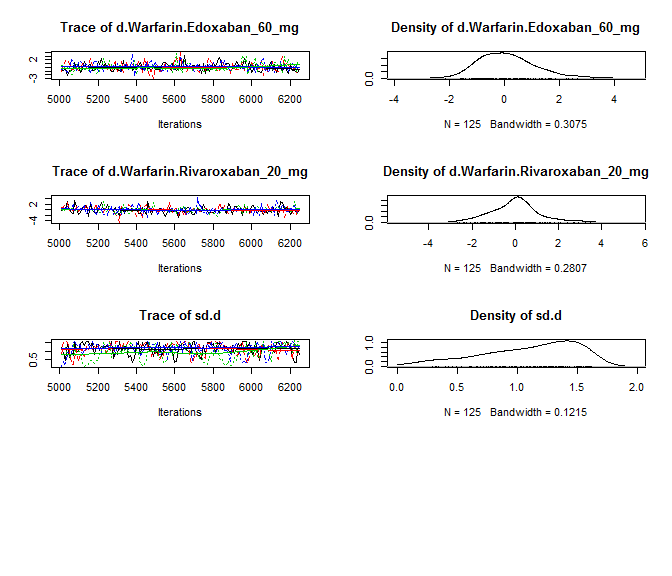 Trace of d.Warfarin.Edoxaban_60_mg
-3 2
5000 5200 5400 5600 5800 6000 6200
Iterations
Density of d.Warfarin.Edoxaban_60_mg
0.0
-4 -2 0 2 4
N = 125 Bandwidth = 0.3075
Trace of d.Warfarin.Rivaroxaban_20_mg
-4 2
5000 5200 5400 5600 5800 6000 6200
Iterations
Density of d.Warfarin.Rivaroxaban_20_mg
0.0
-4 -2 0 2 4 6
N = 125 Bandwidth = 0.2807
Trace of sd.d
0.5
5000 5200 5400 5600 5800 6000 6200
Iterations
Density of sd.d
0.0 1.0
0.0 0.5 1.0 1.5 2.0
N = 125 Bandwidth = 0.1215